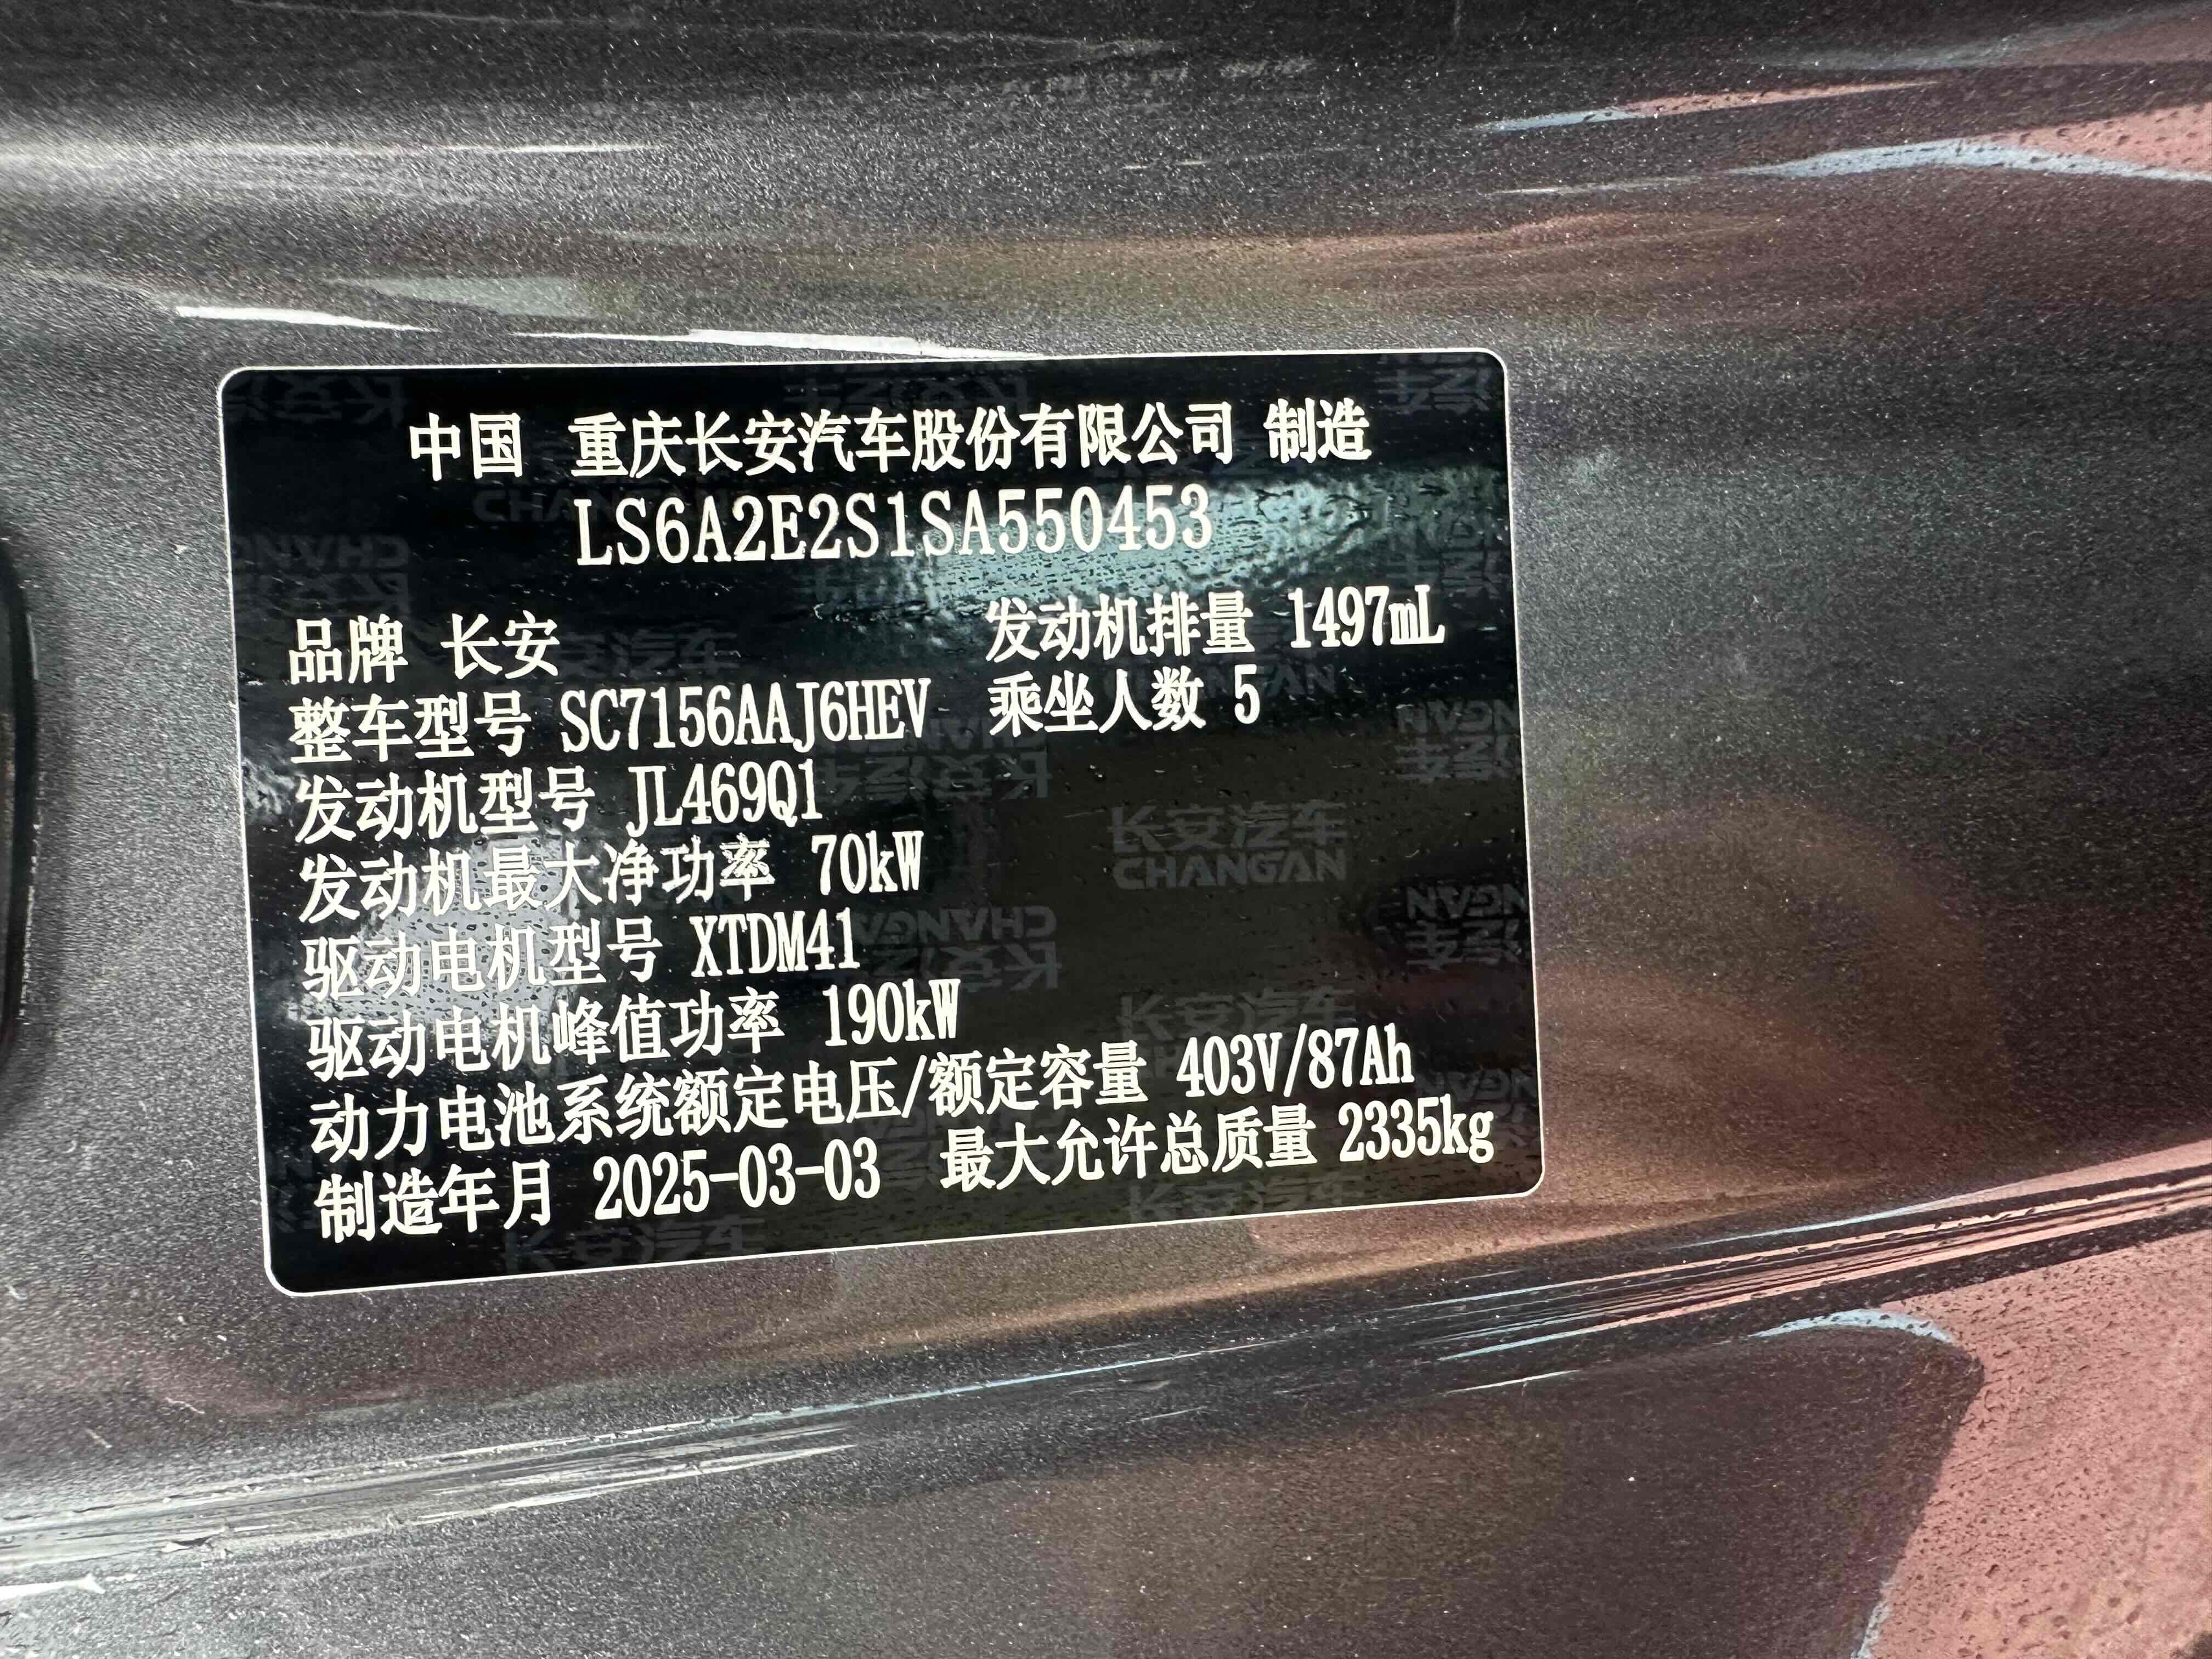 中国 重庆长安汽车股份有限公司 制造
LS6A2E2S1SA550453
品牌 长安 发动机排量 1497mL
整车型号 SC7156AAJ6HEV 乘坐人数 5
发动机型号 JL469Q1
发动机最大净功率 70kW
驱动电机型号 XTDM41
驱动电机峰值功率 190kW
动力电池系统额定电压/额定容量 403V/87Ah
制造年月 2025-03-03 最大允许总质量 2335kg
长安汽车
CHANGAN